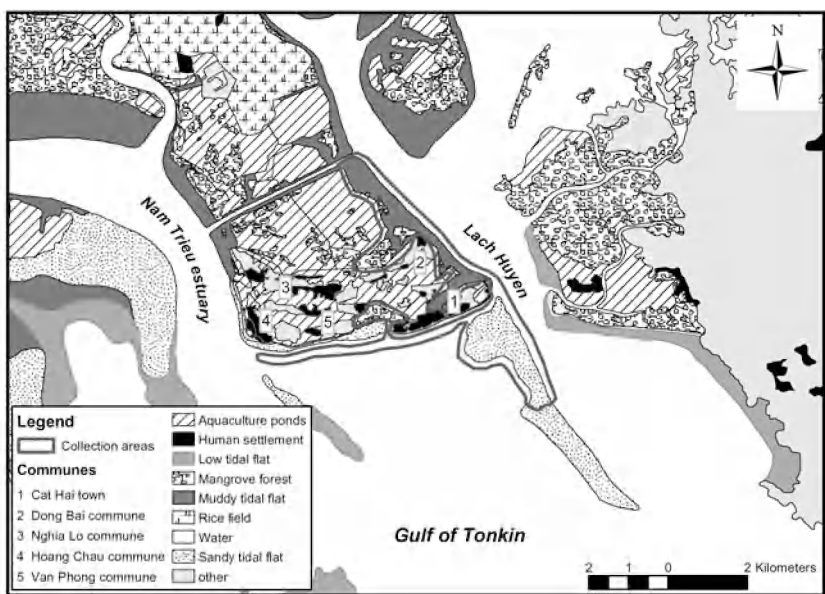 N
Nam Trieu estuary
Lach Huyen
2
3
1
4
5
Legend
Collection areas
Communes
1 Cat Hai town
2 Dong Bai commune
3 Nghia Lo commune
4 Hoang Chau commune
5 Van Phong commune
Aquaculture ponds
Human settlement
Low tidal flat
Mangrove forest
Muddy tidal flat
Rice field
Water
Sandy tidal flat
other
Gulf of Tonkin
2 1 0 2 Kilometers